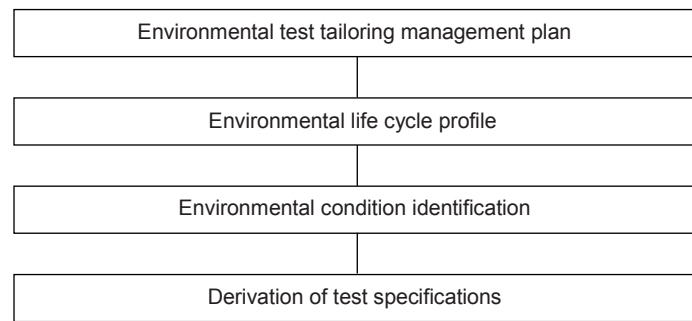 Environmental test tailoring management plan
Environmental life cycle profile
Environmental condition identification
Derivation of test specifications